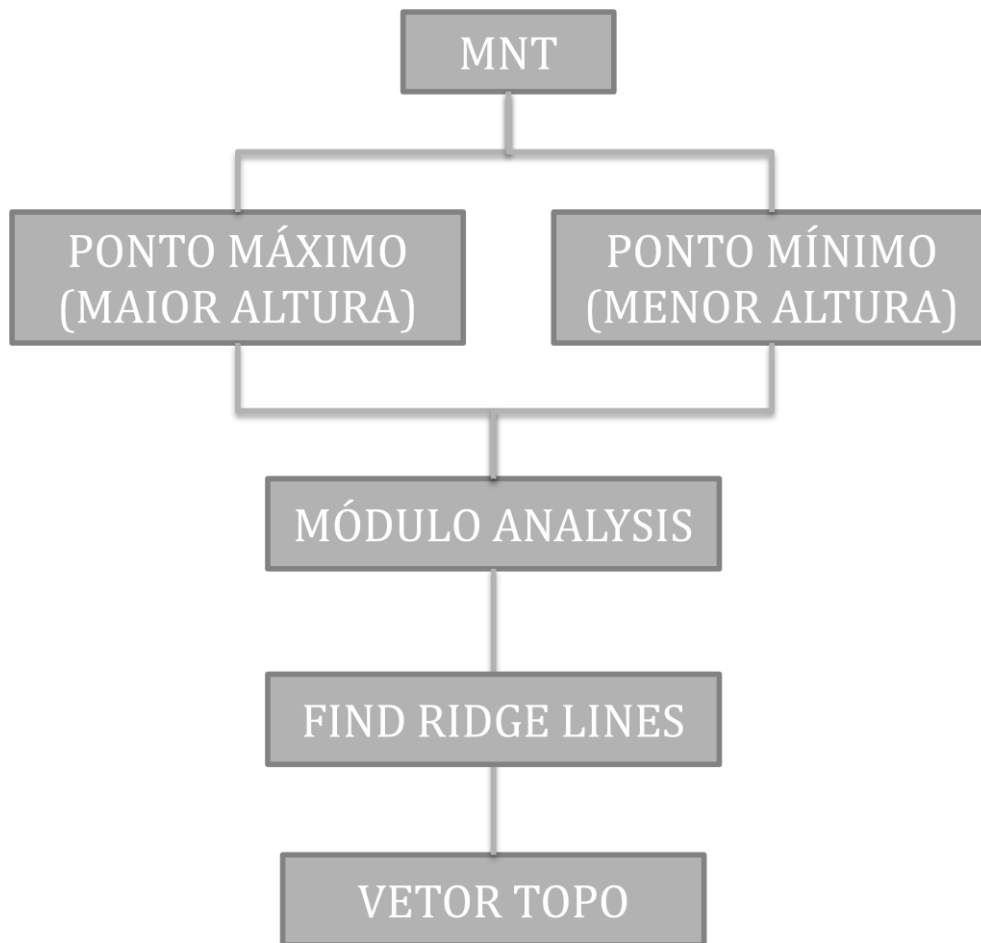 MNT
PONTO MÁXIMO
(MAIOR ALTURA)
PONTO MÍNIMO
(MENOR ALTURA)
MÓDULO ANALYSIS
FIND RIDGE LINES
VETOR TOPO